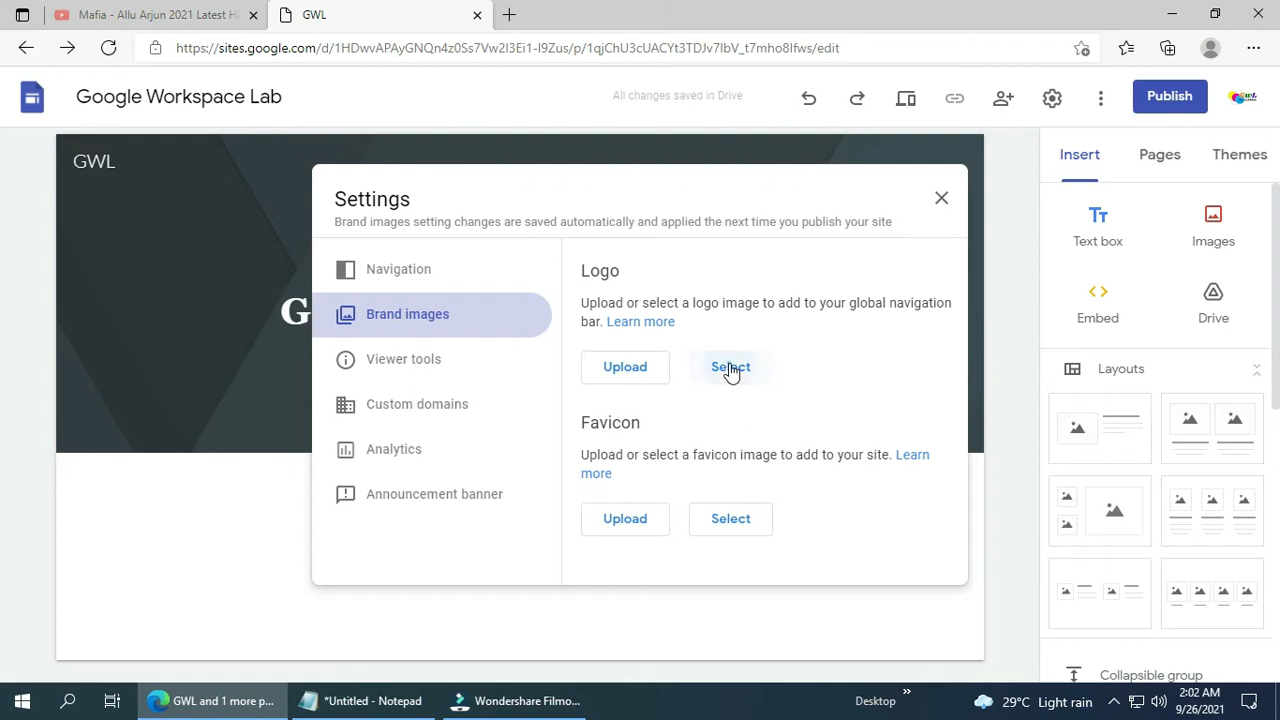 Mafia - Allu Arjun 2021 Latest H
GWL
https://sites.google.com/d/1HDwvAPAyGNQn4z0Ss7Vw2I3Ei1-I9Zus/p/1qjChU3cUACYt3TDJv7IbV_t7mho8lfws/edit
Google Workspace Lab
All changes saved in Drive
Publish
GWL
Insert
Pages
Themes
Settings
Brand images setting changes are saved automatically and applied the next time you publish your site
Navigation
Brand images
Viewer tools
Custom domains
Analytics
Announcement banner
Logo
Upload or select a logo image to add to your global navigation
bar. Learn more
Upload
Select
Favicon
Upload or select a favicon image to add to your site. Learn
more
Upload
Select
G
Tт
Text box
Images
Embed
Drive
Layouts
Collapsible group
GWL and 1 more p...
*Untitled - Notepad
Wondershare Filmo...
Desktop
29°C Light rain
2:02 AM
9/26/2021